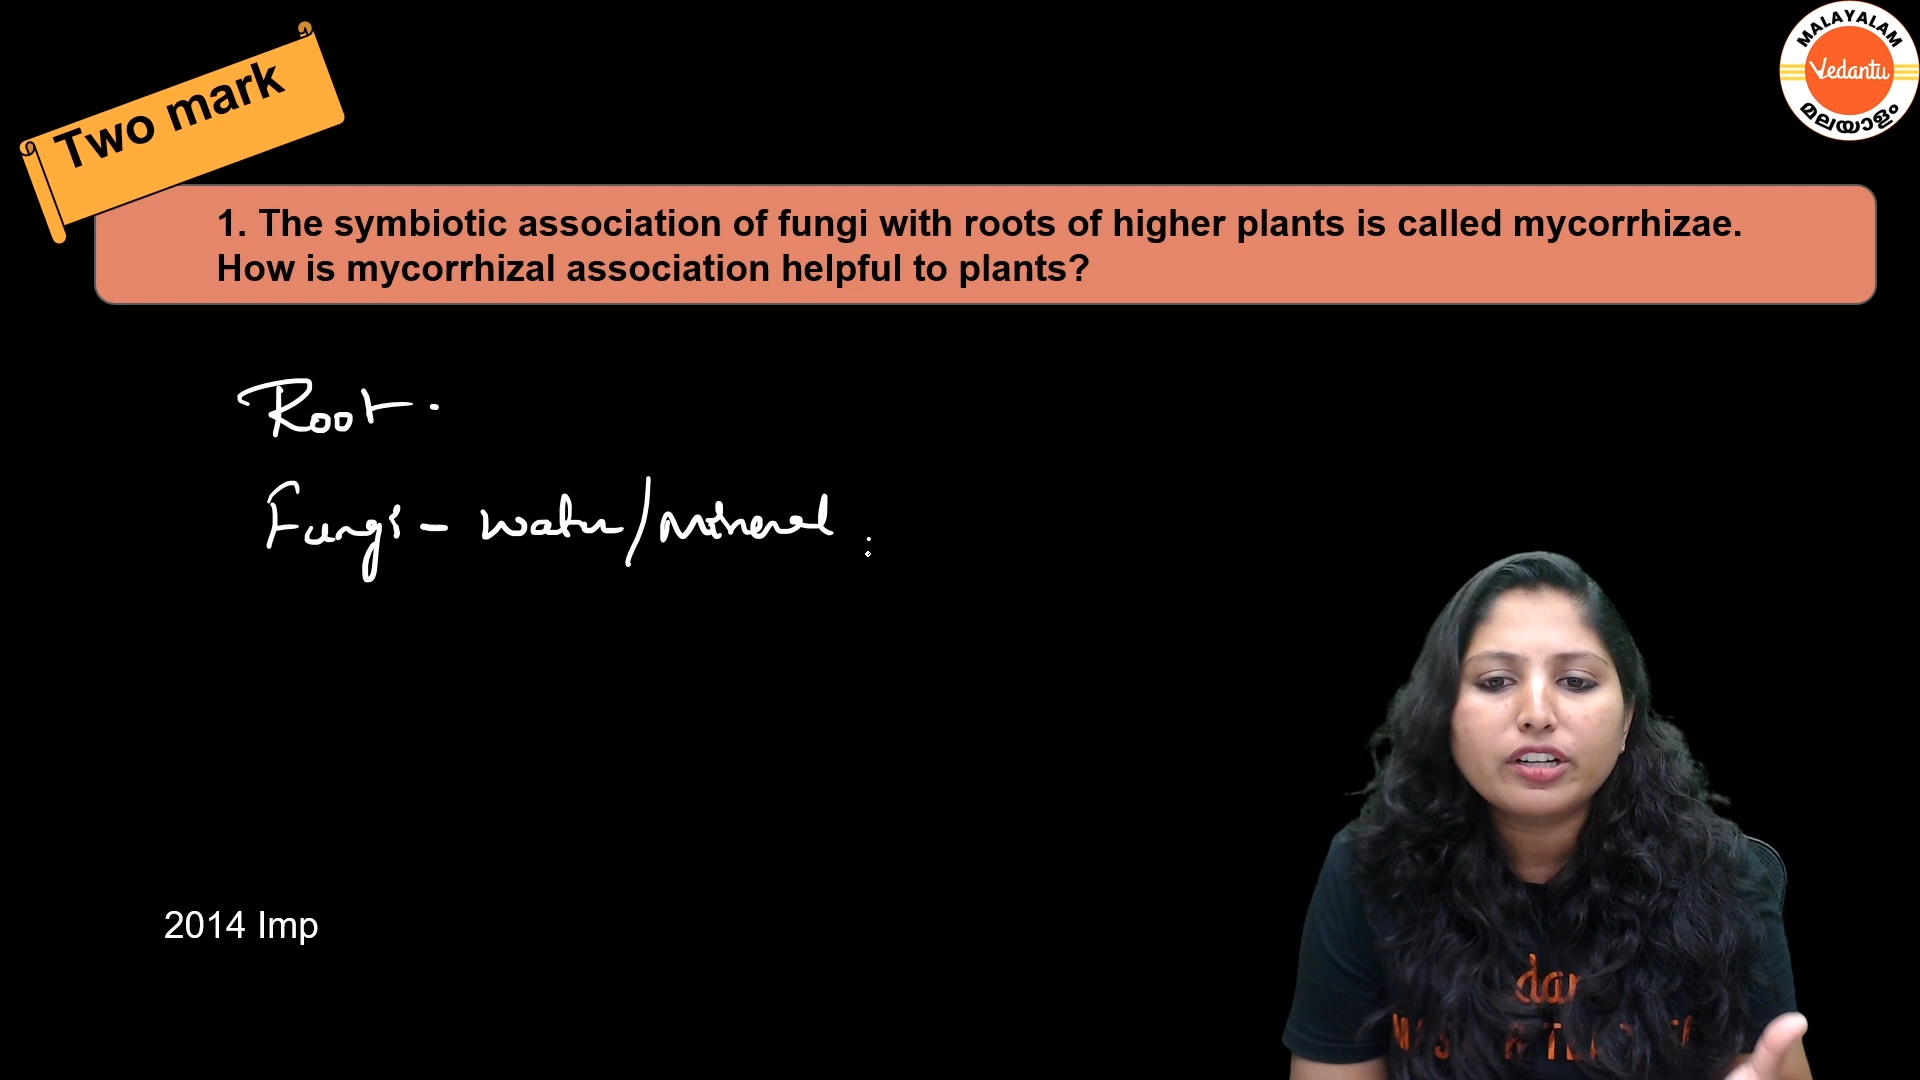 Two mark
MALAYALAM
Vedantu
മലയാളം
1. The symbiotic association of fungi with roots of higher plants is called mycorrhizae.
How is mycorrhizal association helpful to plants?
Root.
Fungi - water/mineral
2014 Imp